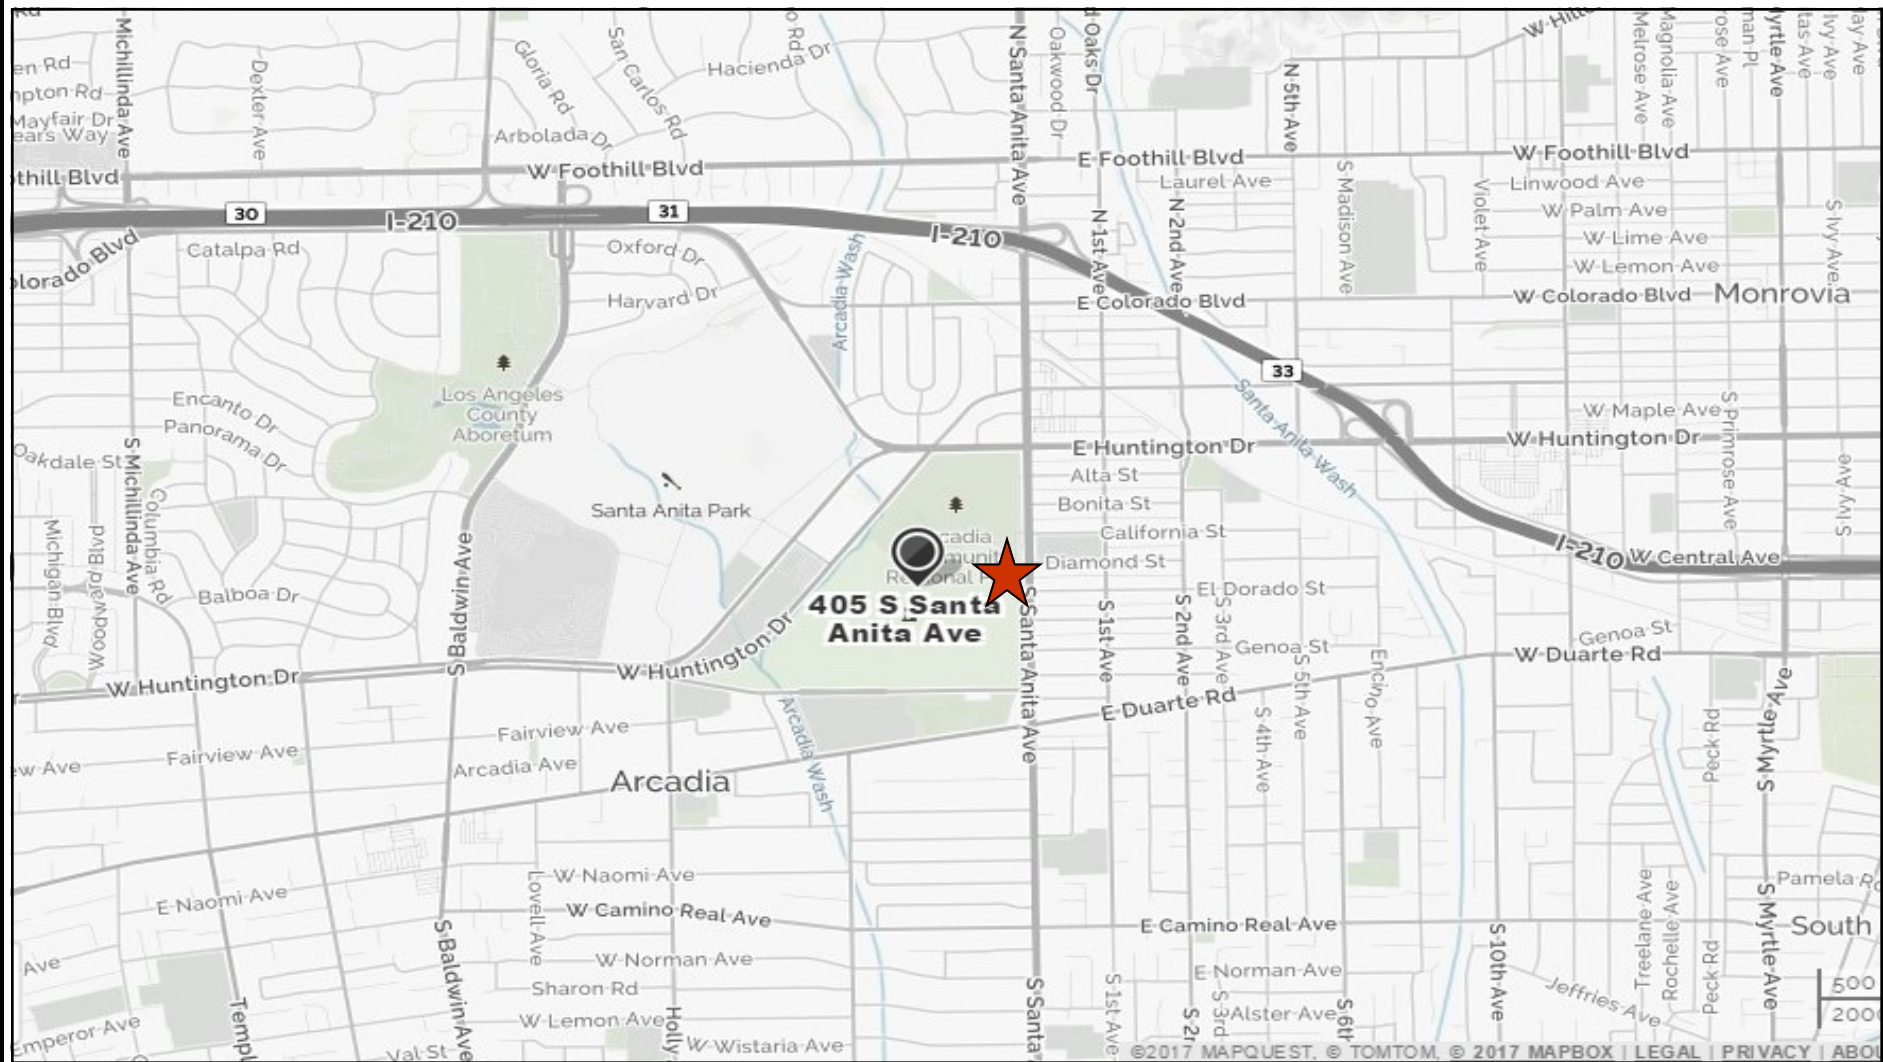 Michillinda Ave
Dexter Ave
Gloria Rd
San Carlos Rd
Hacienda Dr
N Santa Anita Ave
Oakwood Dr
Oaks Dr
N 5th Ave
Melrose Ave
Magnolia Ave
Myrtle Ave
Ivy Ave
Mayfair Dr
Arbolada Dr
W Foothill Blvd
E Foothill Blvd
W Foothill Blvd
Laurel Ave
Linwood Ave
W Palm Ave
S Madison Ave
Violet Ave
S Ivy Ave
30
31
I-210
I-210
N 1st Ave
N 2nd Ave
W Lime Ave
W Lemon Ave
Catalpa Rd
Oxford Dr
Harvard Dr
Arcadia Wash
E Colorado Blvd
W Colorado Blvd
Monrovia
33
Los Angeles
County
Aboretum
Encanto Dr
Panorama Dr
Oakdale St
S Michillinda Ave
Columbia Rd
Santa Anita Wash
W Maple Ave
S Primrose Ave
E Huntington Dr
W Huntington Dr
Alta St
Bonita St
California St
Diamond St
Santa Anita Park
S Ivy Ave
I-210
W Central Ave
Michigan Blvd
Woodward Blvd
Balboa Dr
S Baldwin Ave
405 S Santa
Anita Ave
El Dorado St
S Santa Anita Ave
S 1st Ave
S 2nd Ave
S 3rd Ave
Genoa St
Genoa St
S 5th Ave
Encino Ave
W Duarte Rd
W Huntington Dr
W Huntington Dr
E Duarte Rd
S 4th Ave
Peck Rd
S Myrtle Ave
Arcadia Wash
Fairview Ave
Fairview Ave
Arcadia Ave
Arcadia
E Naomi Ave
W Naomi Ave
Lovell Ave
W Camino Real Ave
E Camino Real Ave
S Baldwin Ave
W Norman Ave
E Norman Ave
Sharon Rd
W Lemon Ave
W Wistaria Ave
Val St
Emperor Ave
Alster Ave
S 1st Ave
S 10th Ave
Jeffries Ave
Treelane Ave
Rochelle Ave
Peck Rd
S Myrtle Ave
South
500
©2017 MAPQUEST, © TOMTOM, © 2017 MAPBOX | LEGAL | PRIVACY |